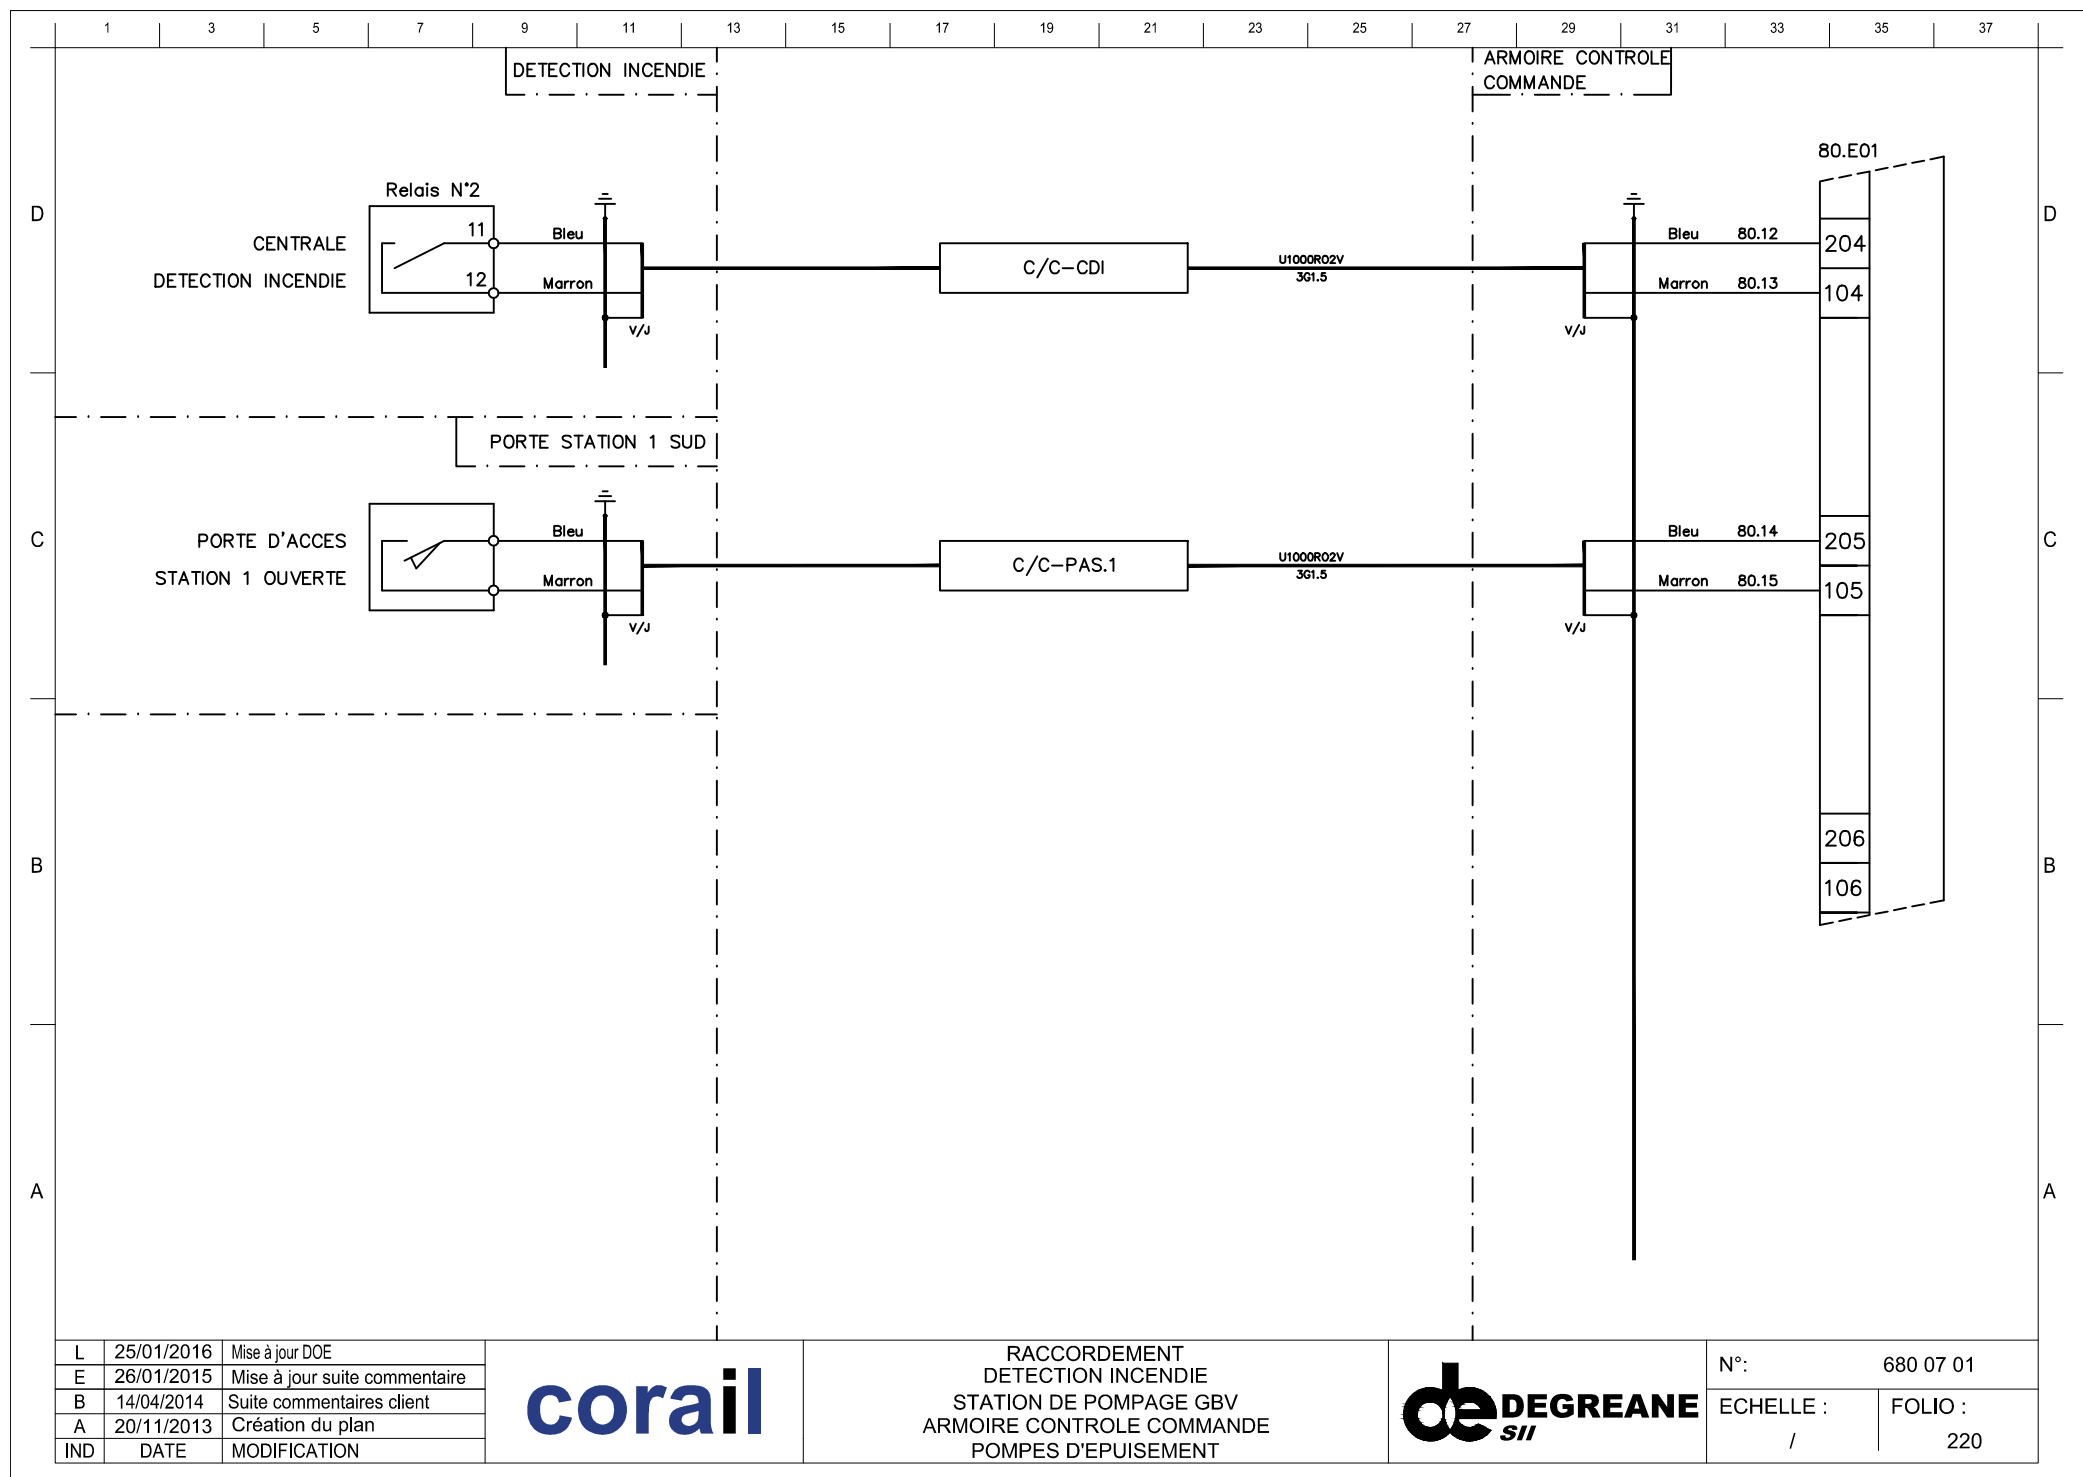 1 3 5 7 9 11 13 15 17 19 21 23 25 27 29 31 33 35 37
DETECTION INCENDIE
ARMOIRE CONTROLE
COMMANDE
80.E01
Relais N°2
D
D
CENTRALE
DETECTION INCENDIE
11
12
Bleu
Marron
V/J
C/C-CDI
U1000R02V
3G1.5
V/J
Bleu 80.12
Marron 80.13
204
104
PORTE STATION 1 SUD
C
C
PORTE D'ACCES
STATION 1 OUVERTE
Bleu
Marron
V/J
C/C-PAS.1
U1000R02V
3G1.5
V/J
Bleu 80.14
Marron 80.15
205
105
206
106
B
B
A
A
L 25/01/2016 Mise à jour DOE
E 26/01/2015 Mise à jour suite commentaire
B 14/04/2014 Suite commentaires client
A 20/11/2013 Création du plan
IND DATE MODIFICATION
corail
RACCORDEMENT
DETECTION INCENDIE
STATION DE POMPAGE GBV
ARMOIRE CONTROLE COMMANDE
POMPES D'EPUISEMENT
de DEGREANE
SII
N°: 680 07 01
ECHELLE :
/
FOLIO :
220